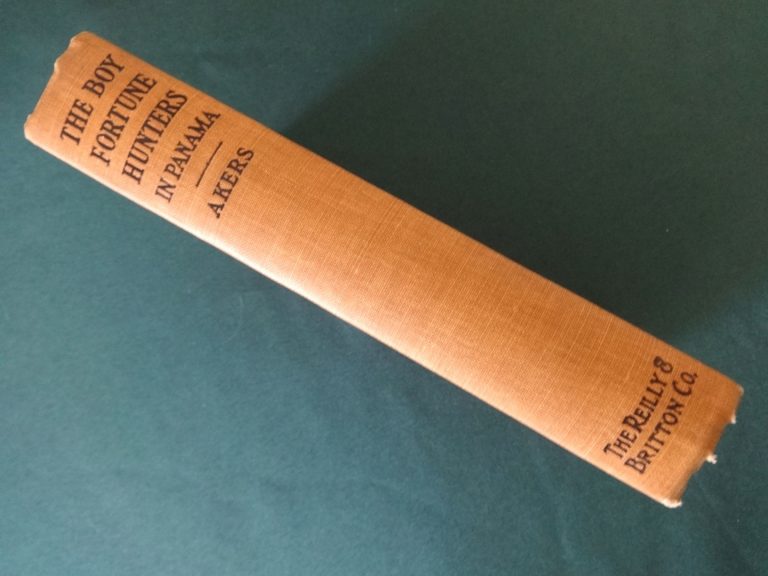 THE BOY
FORTUNE
HUNTERS
IN PANAMA
AKERS
THE REILLY &
BRITTON CO.